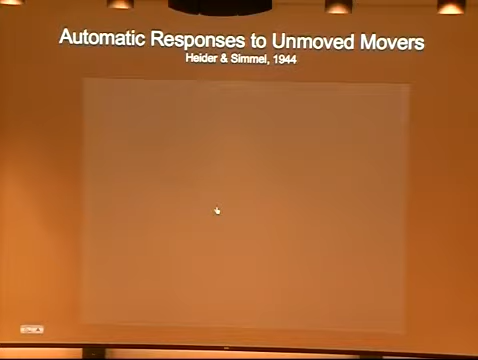 Automatic Responses to Unmoved Movers
Heider & Simmel, 1944